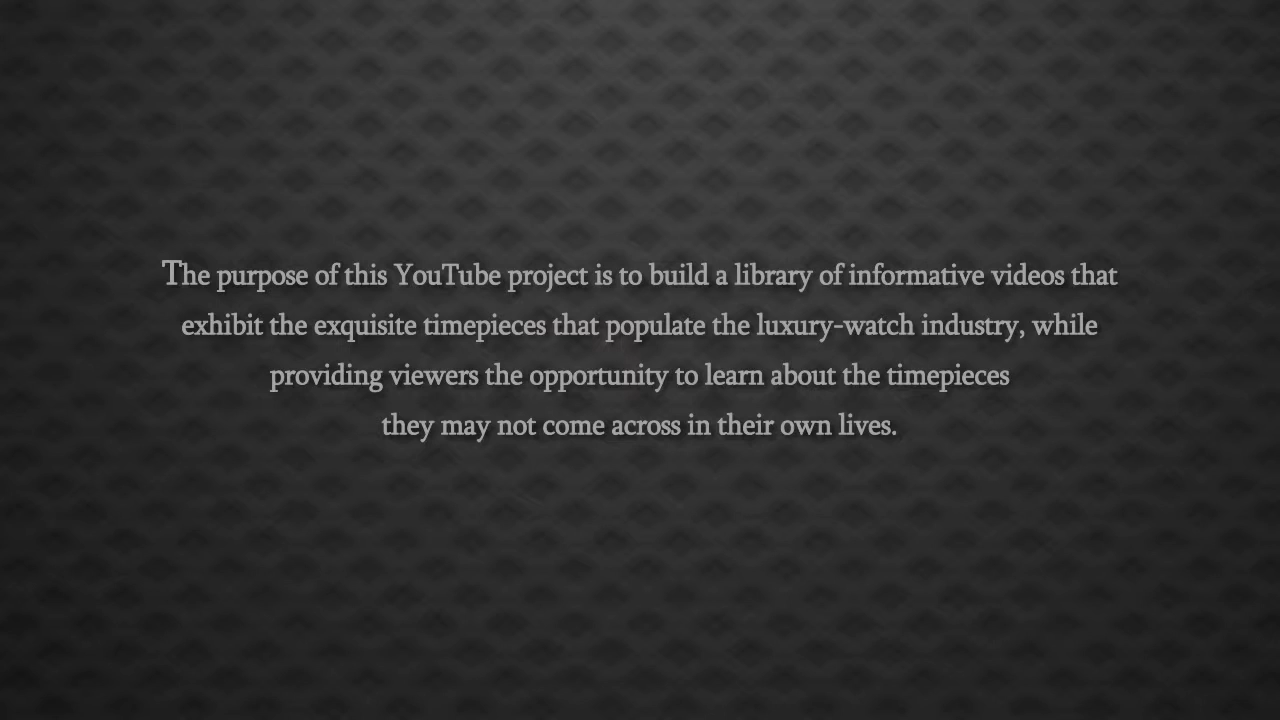 The purpose of this YouTube project is to build a library of informative videos that
exhibit the exquisite timepieces that populate the luxury-watch industry, while
providing viewers the opportunity to learn about the timepieces
they may not come across in their own lives.